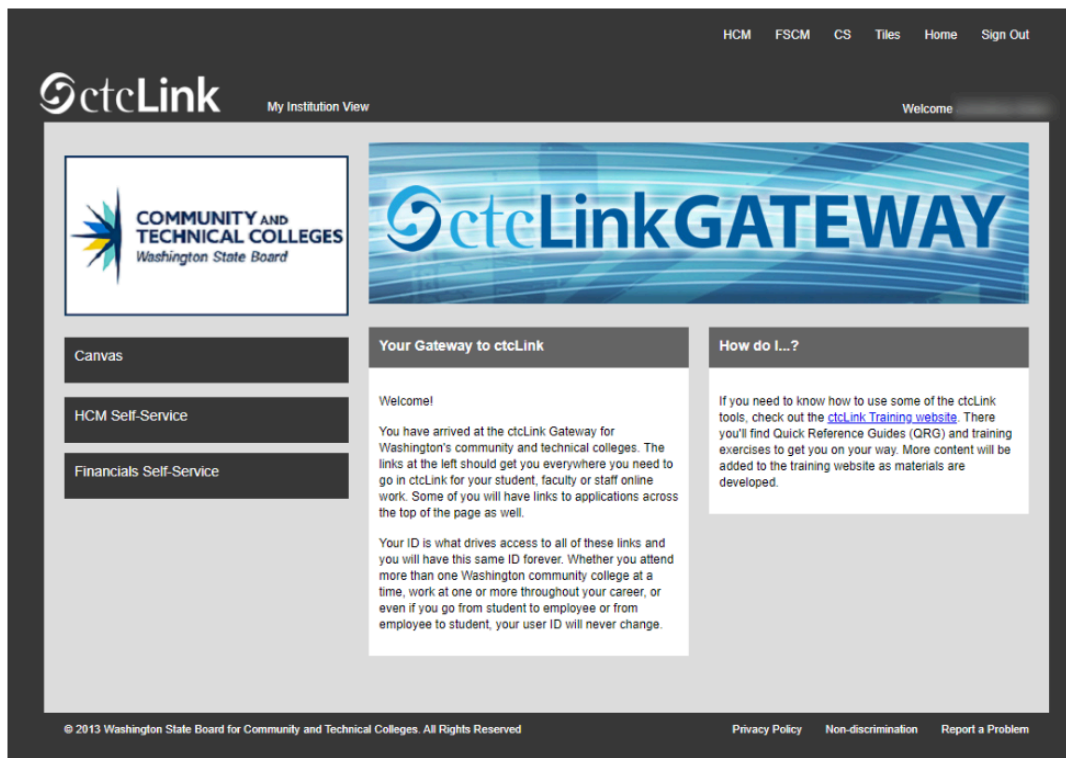 HCM FSCM CS Tiles Home Sign Out
ctcLink
My Institution View
Welcome
COMMUNITY AND
TECHNICAL COLLEGES
Washington State Board
ctcLinkGATEWAY
Canvas
HCM Self-Service
Financials Self-Service
Your Gateway to ctcLink
Welcome!
You have arrived at the ctcLink Gateway for
Washington's community and technical colleges. The
links at the left should get you everywhere you need to
go in ctcLink for your student, faculty or staff online
work. Some of you will have links to applications across
the top of the page as well.
Your ID is what drives access to all of these links and
you will have this same ID forever. Whether you attend
more than one Washington community college at a
time, work at one or more throughout your career, or
even if you go from student to employee or from
employee to student, your user ID will never change.
How do I...?
If you need to know how to use some of the ctcLink
tools, check out the ctcLink Training website. There
you'll find Quick Reference Guides (QRG) and training
exercises to get you on your way. More content will be
added to the training website as materials are
developed.
© 2013 Washington State Board for Community and Technical Colleges. All Rights Reserved
Privacy Policy Non-discrimination Report a Problem